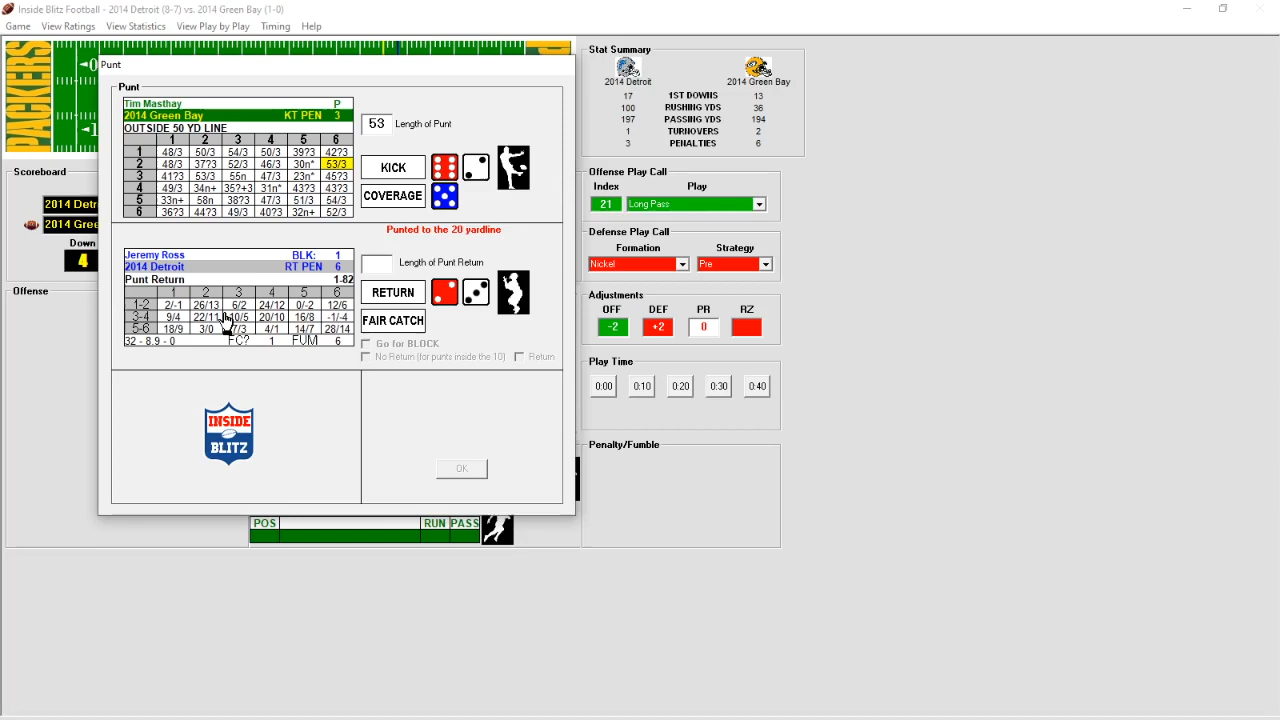 Inside Blitz Football - 2014 Detroit (8-7) vs. 2014 Green Bay (1-0)
Game View Ratings View Statistics View Play by Play Timing Help
PACKERS
Punt
Punt
Tim Masthay P
2014 Green Bay KT PEN 3
OUTSIDE 50 YD LINE
1 2 3 4 5 6
1 48/3 50/3 54/3 50/3 39?3 42?3
2 48/3 37?3 52/3 46/3 30n* 53/3
3 41?3 53/3 55n 47/3 23n* 45?3
4 49/3 34n+ 35?+3 31n* 43?3 43?3
5 33n+ 58n 38?3 47/3 51/3 54/3
6 36?3 44?3 49/3 40?3 32n+ 52/3
53 Length of Punt
KICK
COVERAGE
Punted to the 20 yardline
Jeremy Ross BLK: 1
2014 Detroit RT PEN 6
Punt Return 1-82
1 2 3 4 5 6
1-2 2/-1 26/13 6/2 24/12 0/-2 12/6
3-4 9/4 22/11 10/5 20/10 16/8 -1/-4
5-6 18/9 3/0 7/3 4/1 14/7 28/14
32 - 8.9 - 0 FC? 1 FUM 6
Length of Punt Return
RETURN
FAIR CATCH
Go for BLOCK
No Return (for punts inside the 10) Return
INSIDE
BLITZ
OK
Scoreboard
2014 Detr
2014 Gree
Down
4
Offense
POS RUN PASS
Stat Summary
2014 Detroit 2014 Green Bay
17 1ST DOWNS 13
100 RUSHING YDS 36
197 PASSING YDS 194
1 TURNOVERS 2
3 PENALTIES 6
Offense Play Call
Index Play
21 Long Pass
Defense Play Call
Formation Strategy
Nickel Pre
Adjustments
OFF DEF PR RZ
-2 +2 0
Play Time
0:00 0:10 0:20 0:30 0:40
Penalty/Fumble